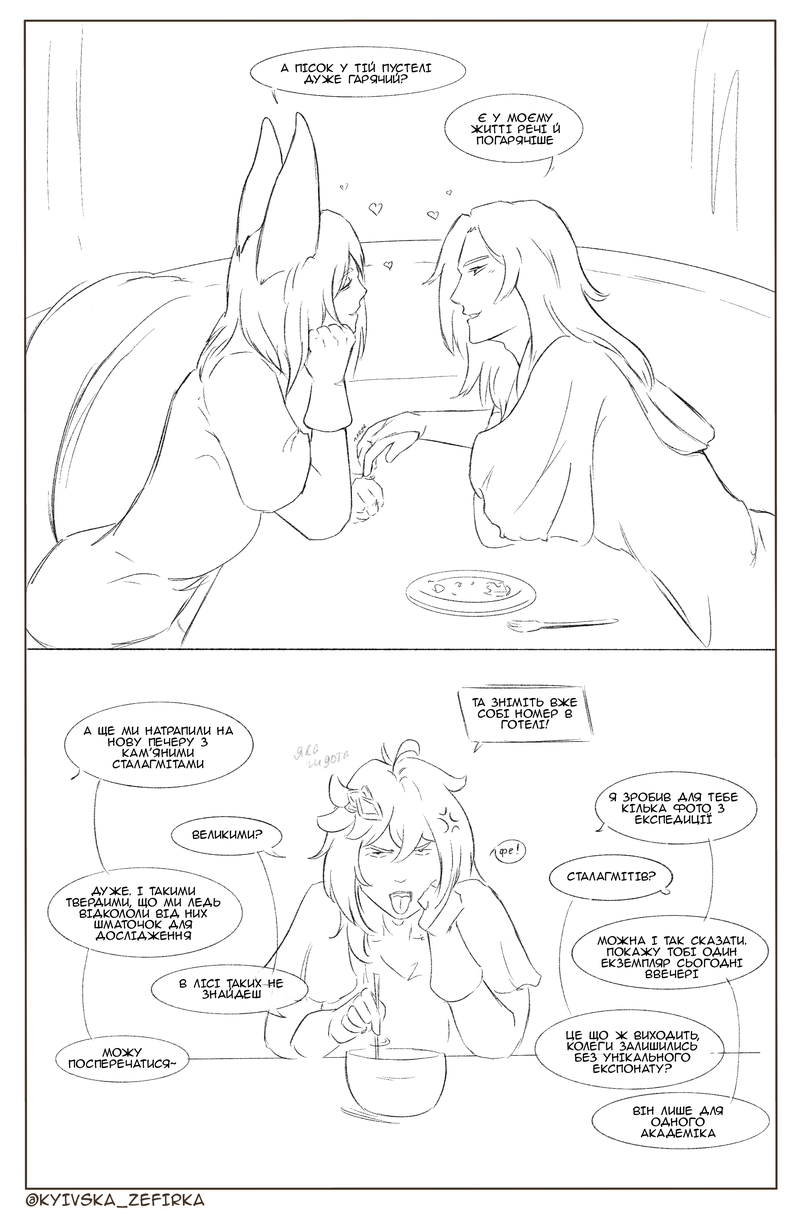 А ПІСОК У ТІЙ ПУСТЕЛІ
ДУЖЕ ГАРЯЧИЙ?
Є У МОЄМУ
ЖИТТІ РЕЧІ Й
ПОГАРЯЧІШЕ
ТА ЗНІМІТЬ ВЖЕ
СОБІ НОМЕР В
ГОТЕЛІ!
А ЩЕ МИ НАТРАПИЛИ НА
НОВУ ПЕЧЕРУ З
КАМ'ЯНИМИ
СТАЛАГМІТАМИ
ЯКА
ГИДОТА
ВЕЛИКИМИ?
фе!
ДУЖЕ. І ТАКИМИ
ТВЕРДИМИ, ЩО МИ ЛЕДЬ
ВІДКОЛОЛИ ВІД НИХ
ШМАТОЧОК ДЛЯ
ДОСЛІДЖЕННЯ
В ЛІСІ ТАКИХ НЕ
ЗНАЙДЕШ
МОЖУ
ПОСПЕРЕЧАТИСЯ~
Я ЗРОБИВ ДЛЯ ТЕБЕ
КІЛЬКА ФОТО З
ЕКСПЕДИЦІЇ
СТАЛАГМІТІВ?
МОЖНА І ТАК СКАЗАТИ.
ПОКАЖУ ТОБІ ОДИН
ЕКЗЕМПЛЯР СЬОГОДНІ
ВВЕЧЕРІ
ЦЕ ЩО Ж ВИХОДИТЬ,
КОЛЕГИ ЗАЛИШИЛИСЬ
БЕЗ УНІКАЛЬНОГО
ЕКСПОНАТУ?
ВІН ЛИШЕ ДЛЯ
ОДНОГО
АКАДЕМІКА
@KYIVSKA_ZEFIRKA